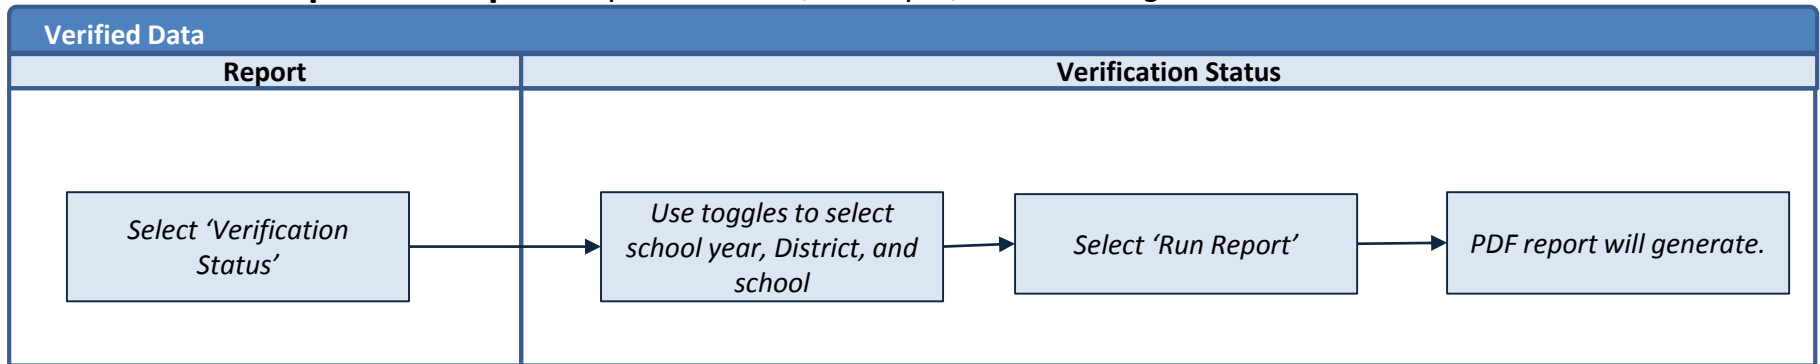 Verified Data
Report
Verification Status
Select ‘Verification
Status’
Use toggles to select
school year, District, and
school
Select ‘Run Report’
PDF report will generate.